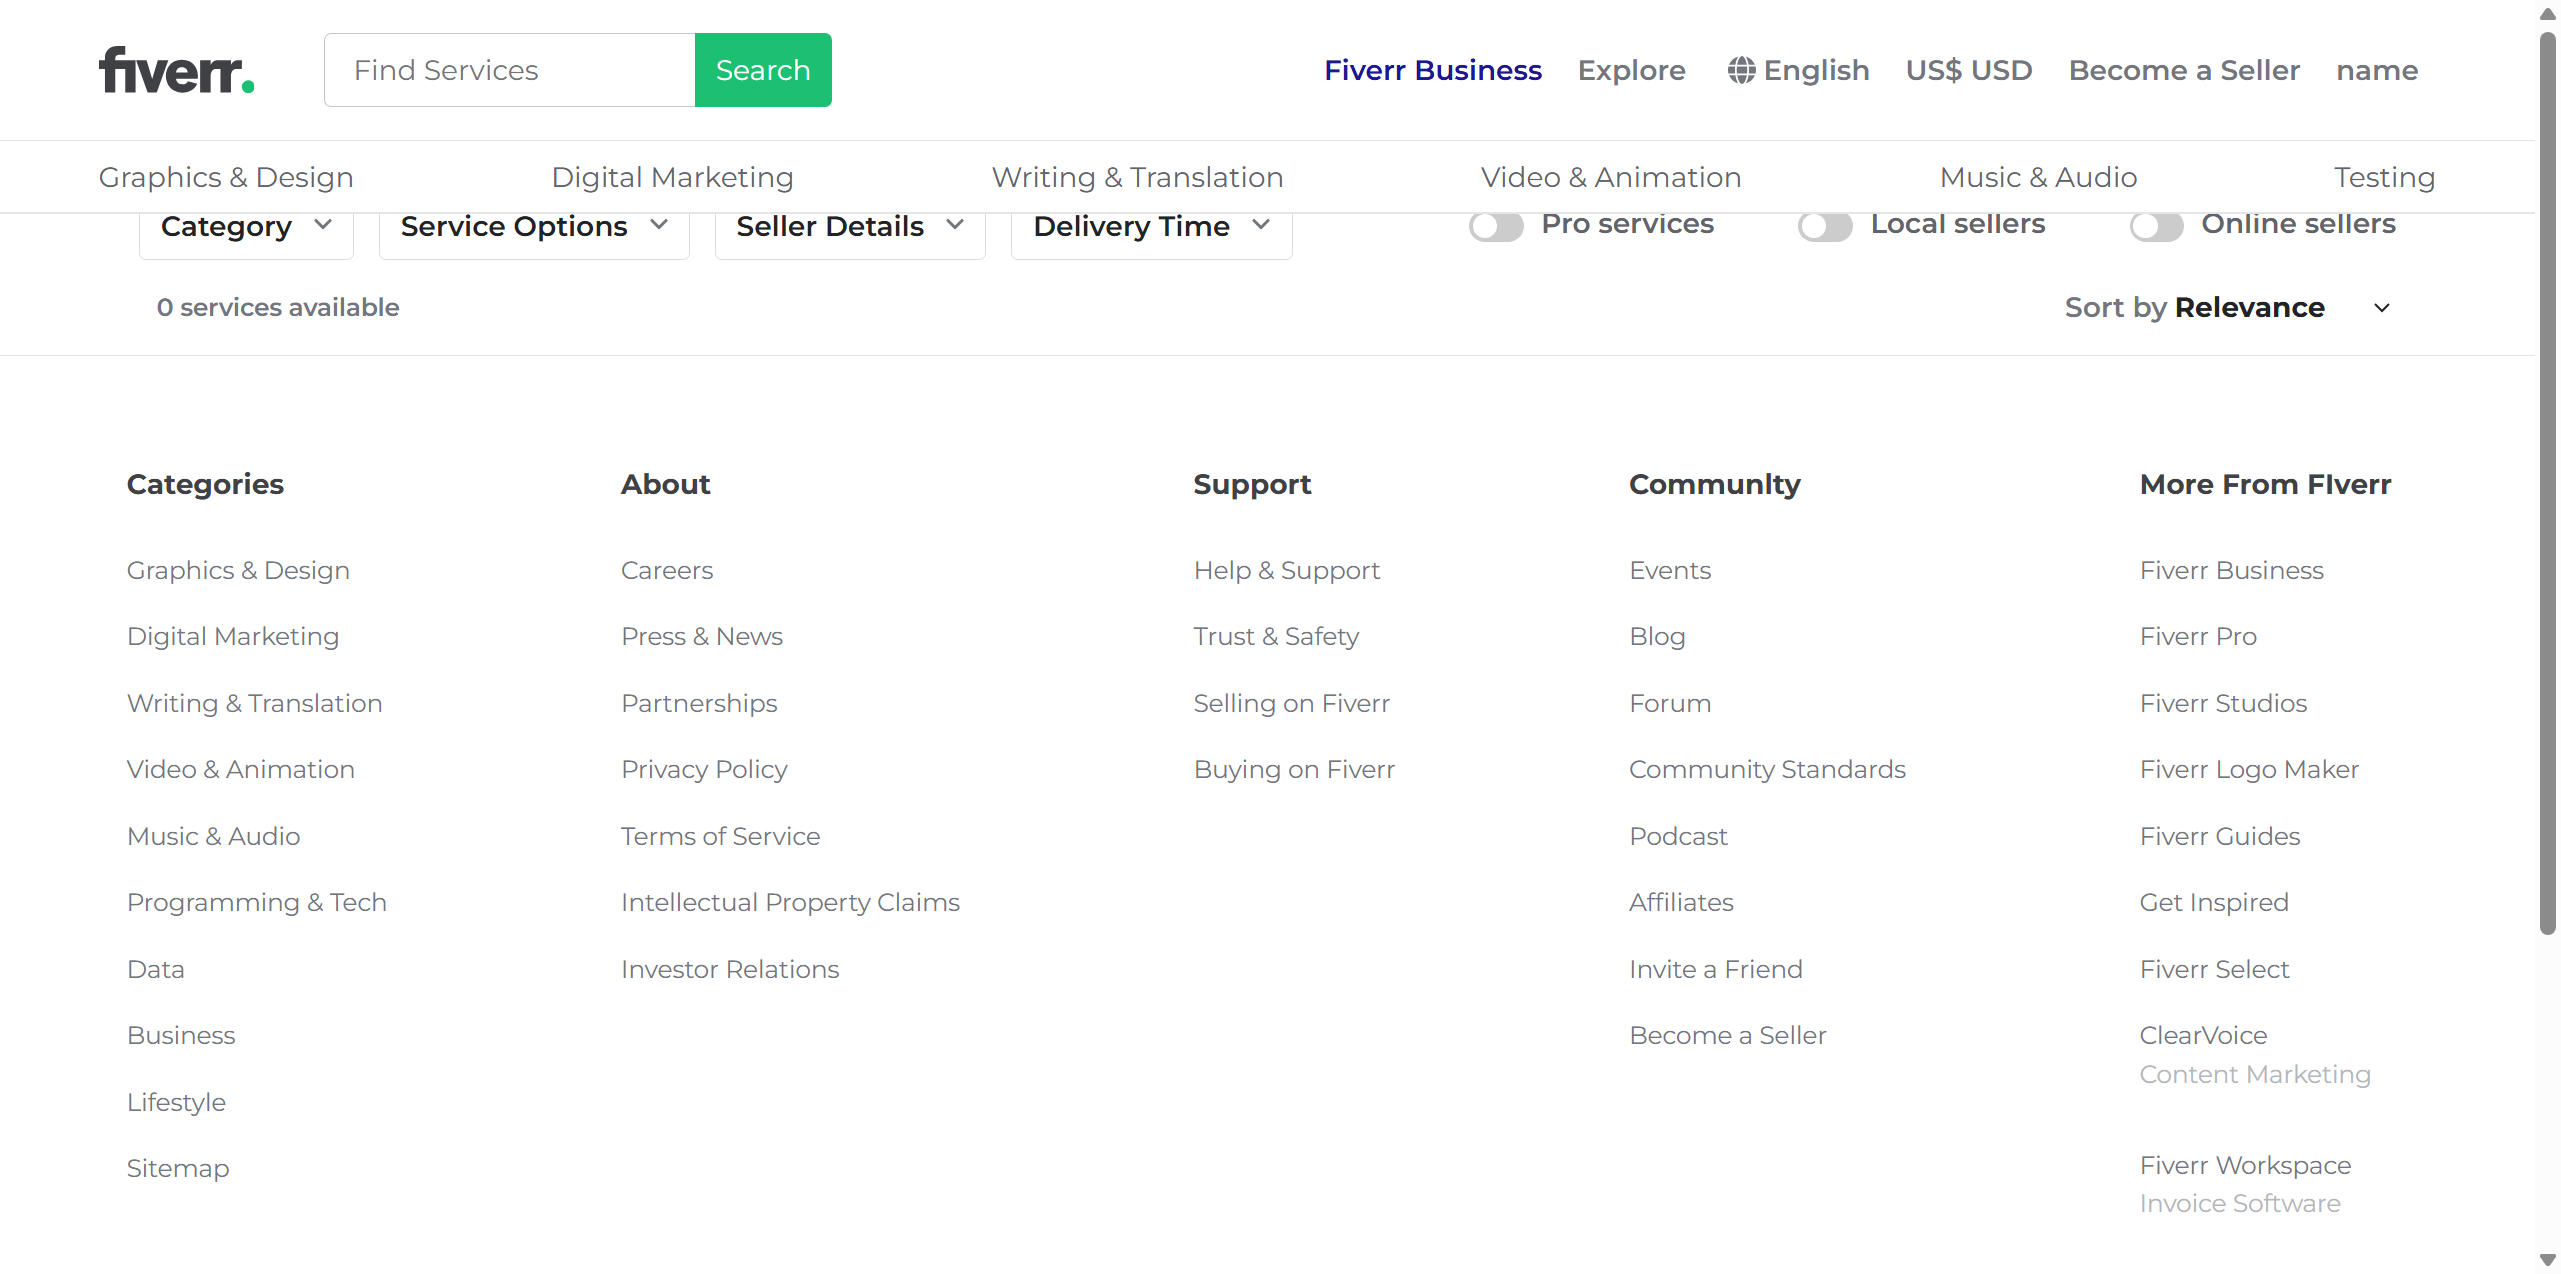 fiverr.
Find Services
Search
Fiverr Business
Explore
English
US$ USD
Become a Seller
name
Graphics & Design
Digital Marketing
Writing & Translation
Video & Animation
Music & Audio
Testing
Category
Service Options
Seller Details
Delivery Time
Pro services
Local sellers
Online sellers
0 services available
Sort by Relevance
Categories
Graphics & Design
Digital Marketing
Writing & Translation
Video & Animation
Music & Audio
Programming & Tech
Data
Business
Lifestyle
Sitemap
About
Careers
Press & News
Partnerships
Privacy Policy
Terms of Service
Intellectual Property Claims
Investor Relations
Support
Help & Support
Trust & Safety
Selling on Fiverr
Buying on Fiverr
Communlty
Events
Blog
Forum
Community Standards
Podcast
Affiliates
Invite a Friend
Become a Seller
More From FIverr
Fiverr Business
Fiverr Pro
Fiverr Studios
Fiverr Logo Maker
Fiverr Guides
Get Inspired
Fiverr Select
ClearVoice
Content Marketing
Fiverr Workspace
Invoice Software